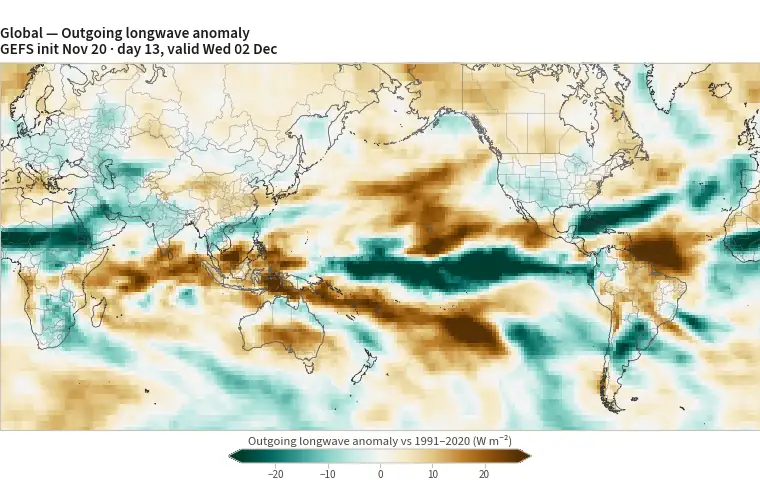 Global — Outgoing longwave anomaly
GEFS init Nov 20 · day 13, valid Wed 02 Dec
Outgoing longwave anomaly vs 1991–2020 (W m⁻²)
−20 −10 0 10 20